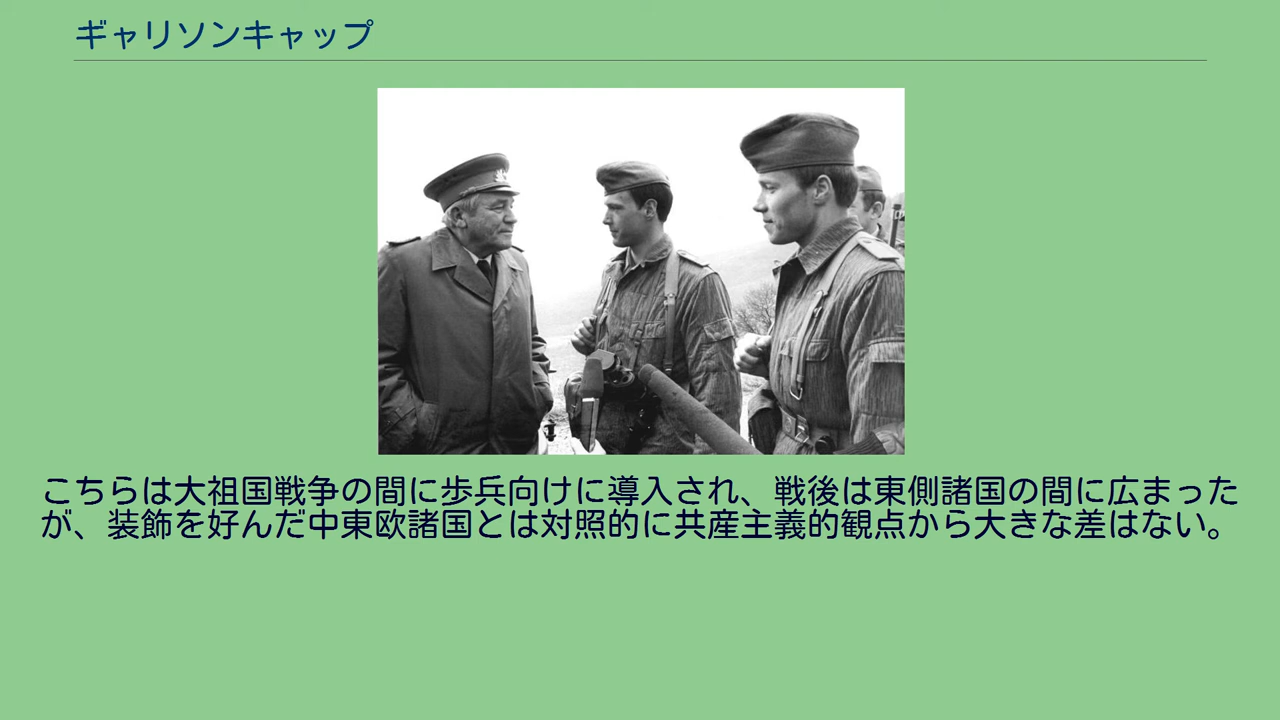 ギャリソンキャップ
こちらは大祖国戦争の間に歩兵向けに導入され、戦後は東側諸国の間に広まった
が、装飾を好んだ中東欧諸国とは対照的に共産主義的観点から大きな差はない。